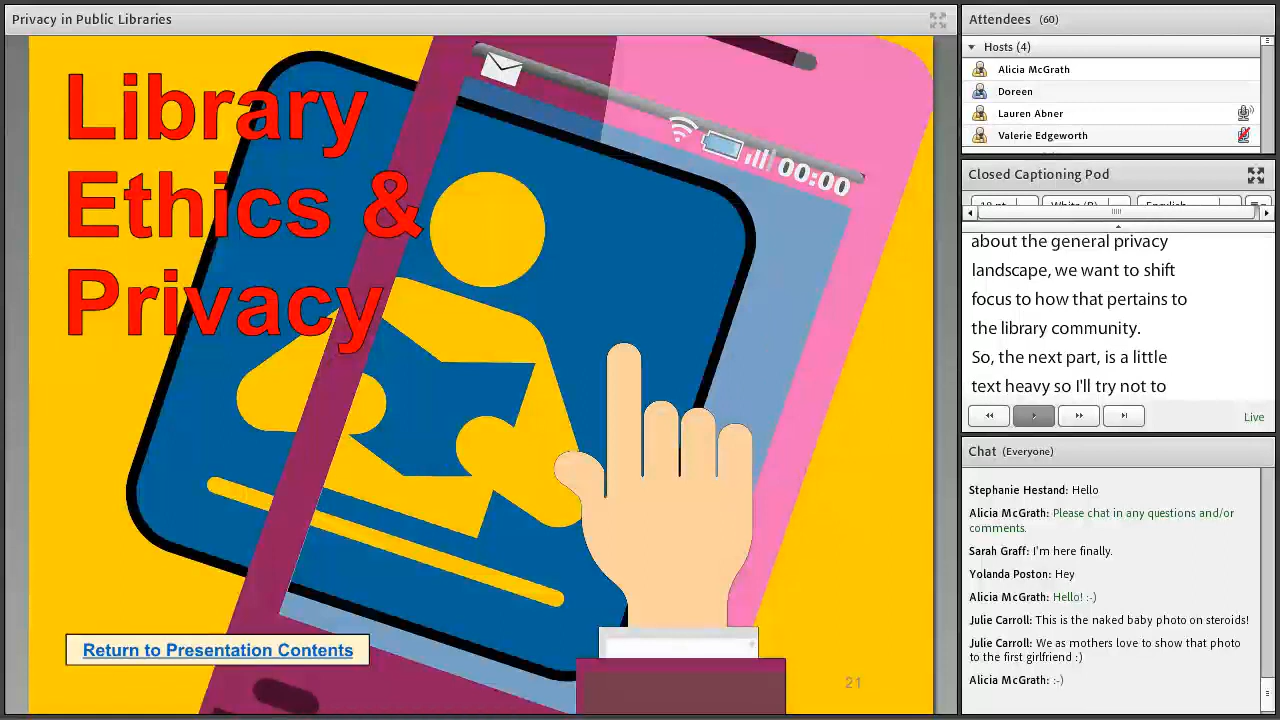 Privacy in Public Libraries
Library
Ethics &
Privacy
00:00
Return to Presentation Contents
21
Attendees (60)
Hosts (4)
Alicia McGrath
Doreen
Lauren Abner
Valerie Edgeworth
Closed Captioning Pod
about the general privacy
landscape, we want to shift
focus to how that pertains to
the library community.
So, the next part, is a little
text heavy so I'll try not to
Live
Chat (Everyone)
Stephanie Hestand: Hello
Alicia McGrath: Please chat in any questions and/or
comments.
Sarah Graff: I'm here finally.
Yolanda Poston: Hey
Alicia McGrath: Hello! :-)
Julie Carroll: This is the naked baby photo on steroids!
Julie Carroll: We as mothers love to show that photo
to the first girlfriend :)
Alicia McGrath: :-)